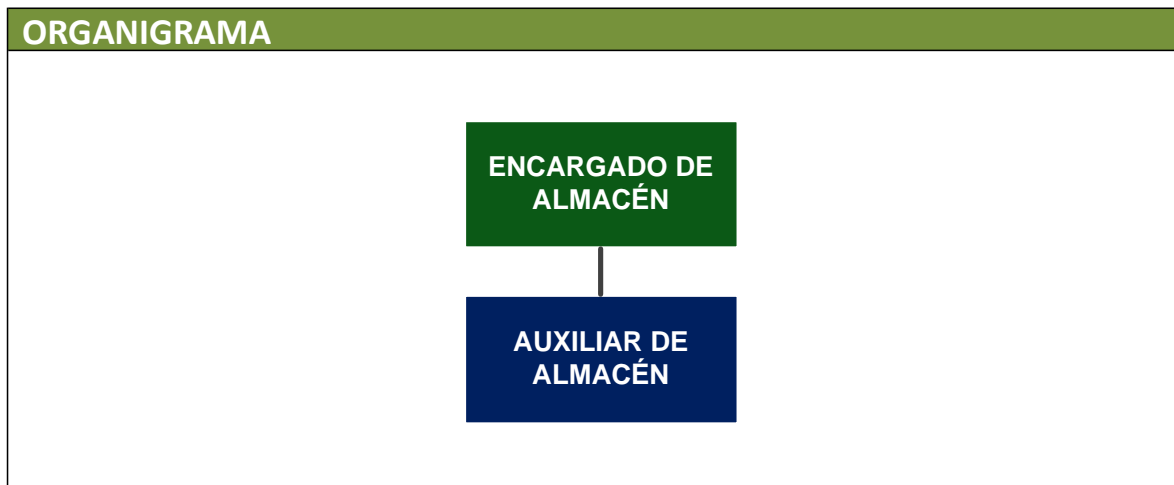 ORGANIGRAMA
ENCARGADO DE
ALMACÉN
AUXILIAR DE
ALMACÉN